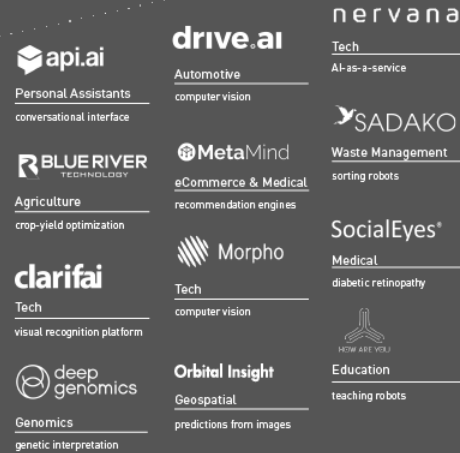 api.ai
Personal Assistants
conversational interface
BLUE RIVER
TECHNOLOGY
Agriculture
crop-yield optimization
clarifai
Tech
visual recognition platform
deep
genomics
Genomics
genetic interpretation
drive.ai
Automotive
computer vision
MetaMind
eCommerce & Medical
recommendation engines
Morpho
Tech
computer vision
Orbital Insight
Geospatial
predictions from images
nervana
Tech
AI-as-a-service
SADAKO
Waste Management
sorting robots
SocialEyes*
Medical
diabetic retinopathy
HOW ARE YOU
Education
teaching robots